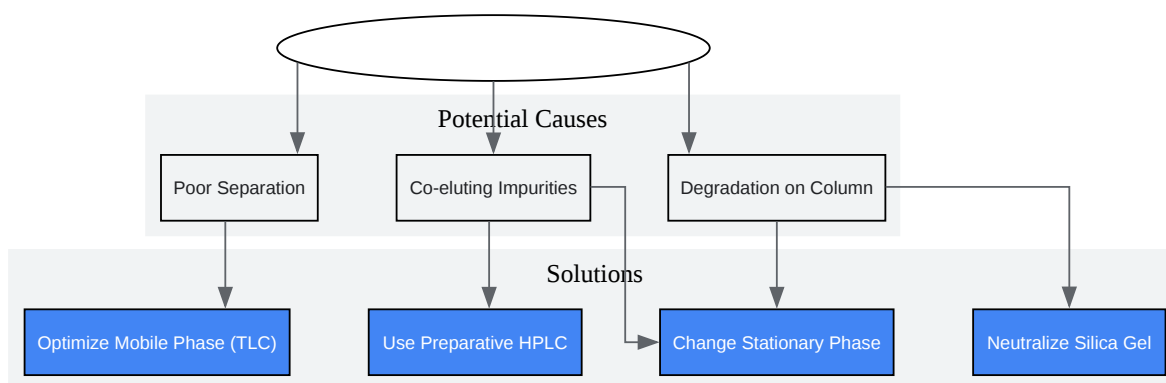 Potential Causes
Poor Separation
Co-eluting Impurities
Degradation on Column
Solutions
Optimize Mobile Phase (TLC)
Use Preparative HPLC
Change Stationary Phase
Neutralize Silica Gel